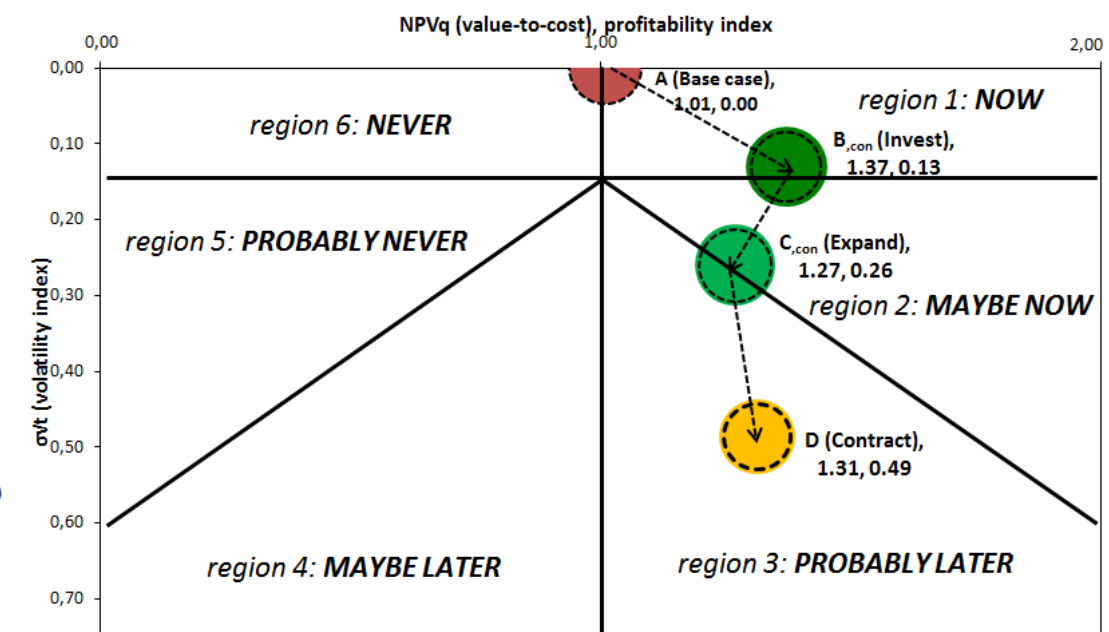 NPVq (value-to-cost), profitability index
0,00
1,00
2,00
0,00
A (Base case),
1.01, 0.00
region 1: NOW
region 6: NEVER
0,10
B,con (Invest),
1.37, 0.13
0,20
region 5: PROBABLY NEVER
C,con (Expand),
1.27, 0.26
0,30
region 2: MAYBE NOW
σ√t (volatility index)
0,40
0,50
D (Contract),
1.31, 0.49
0,60
region 4: MAYBE LATER
region 3: PROBABLY LATER
0,70